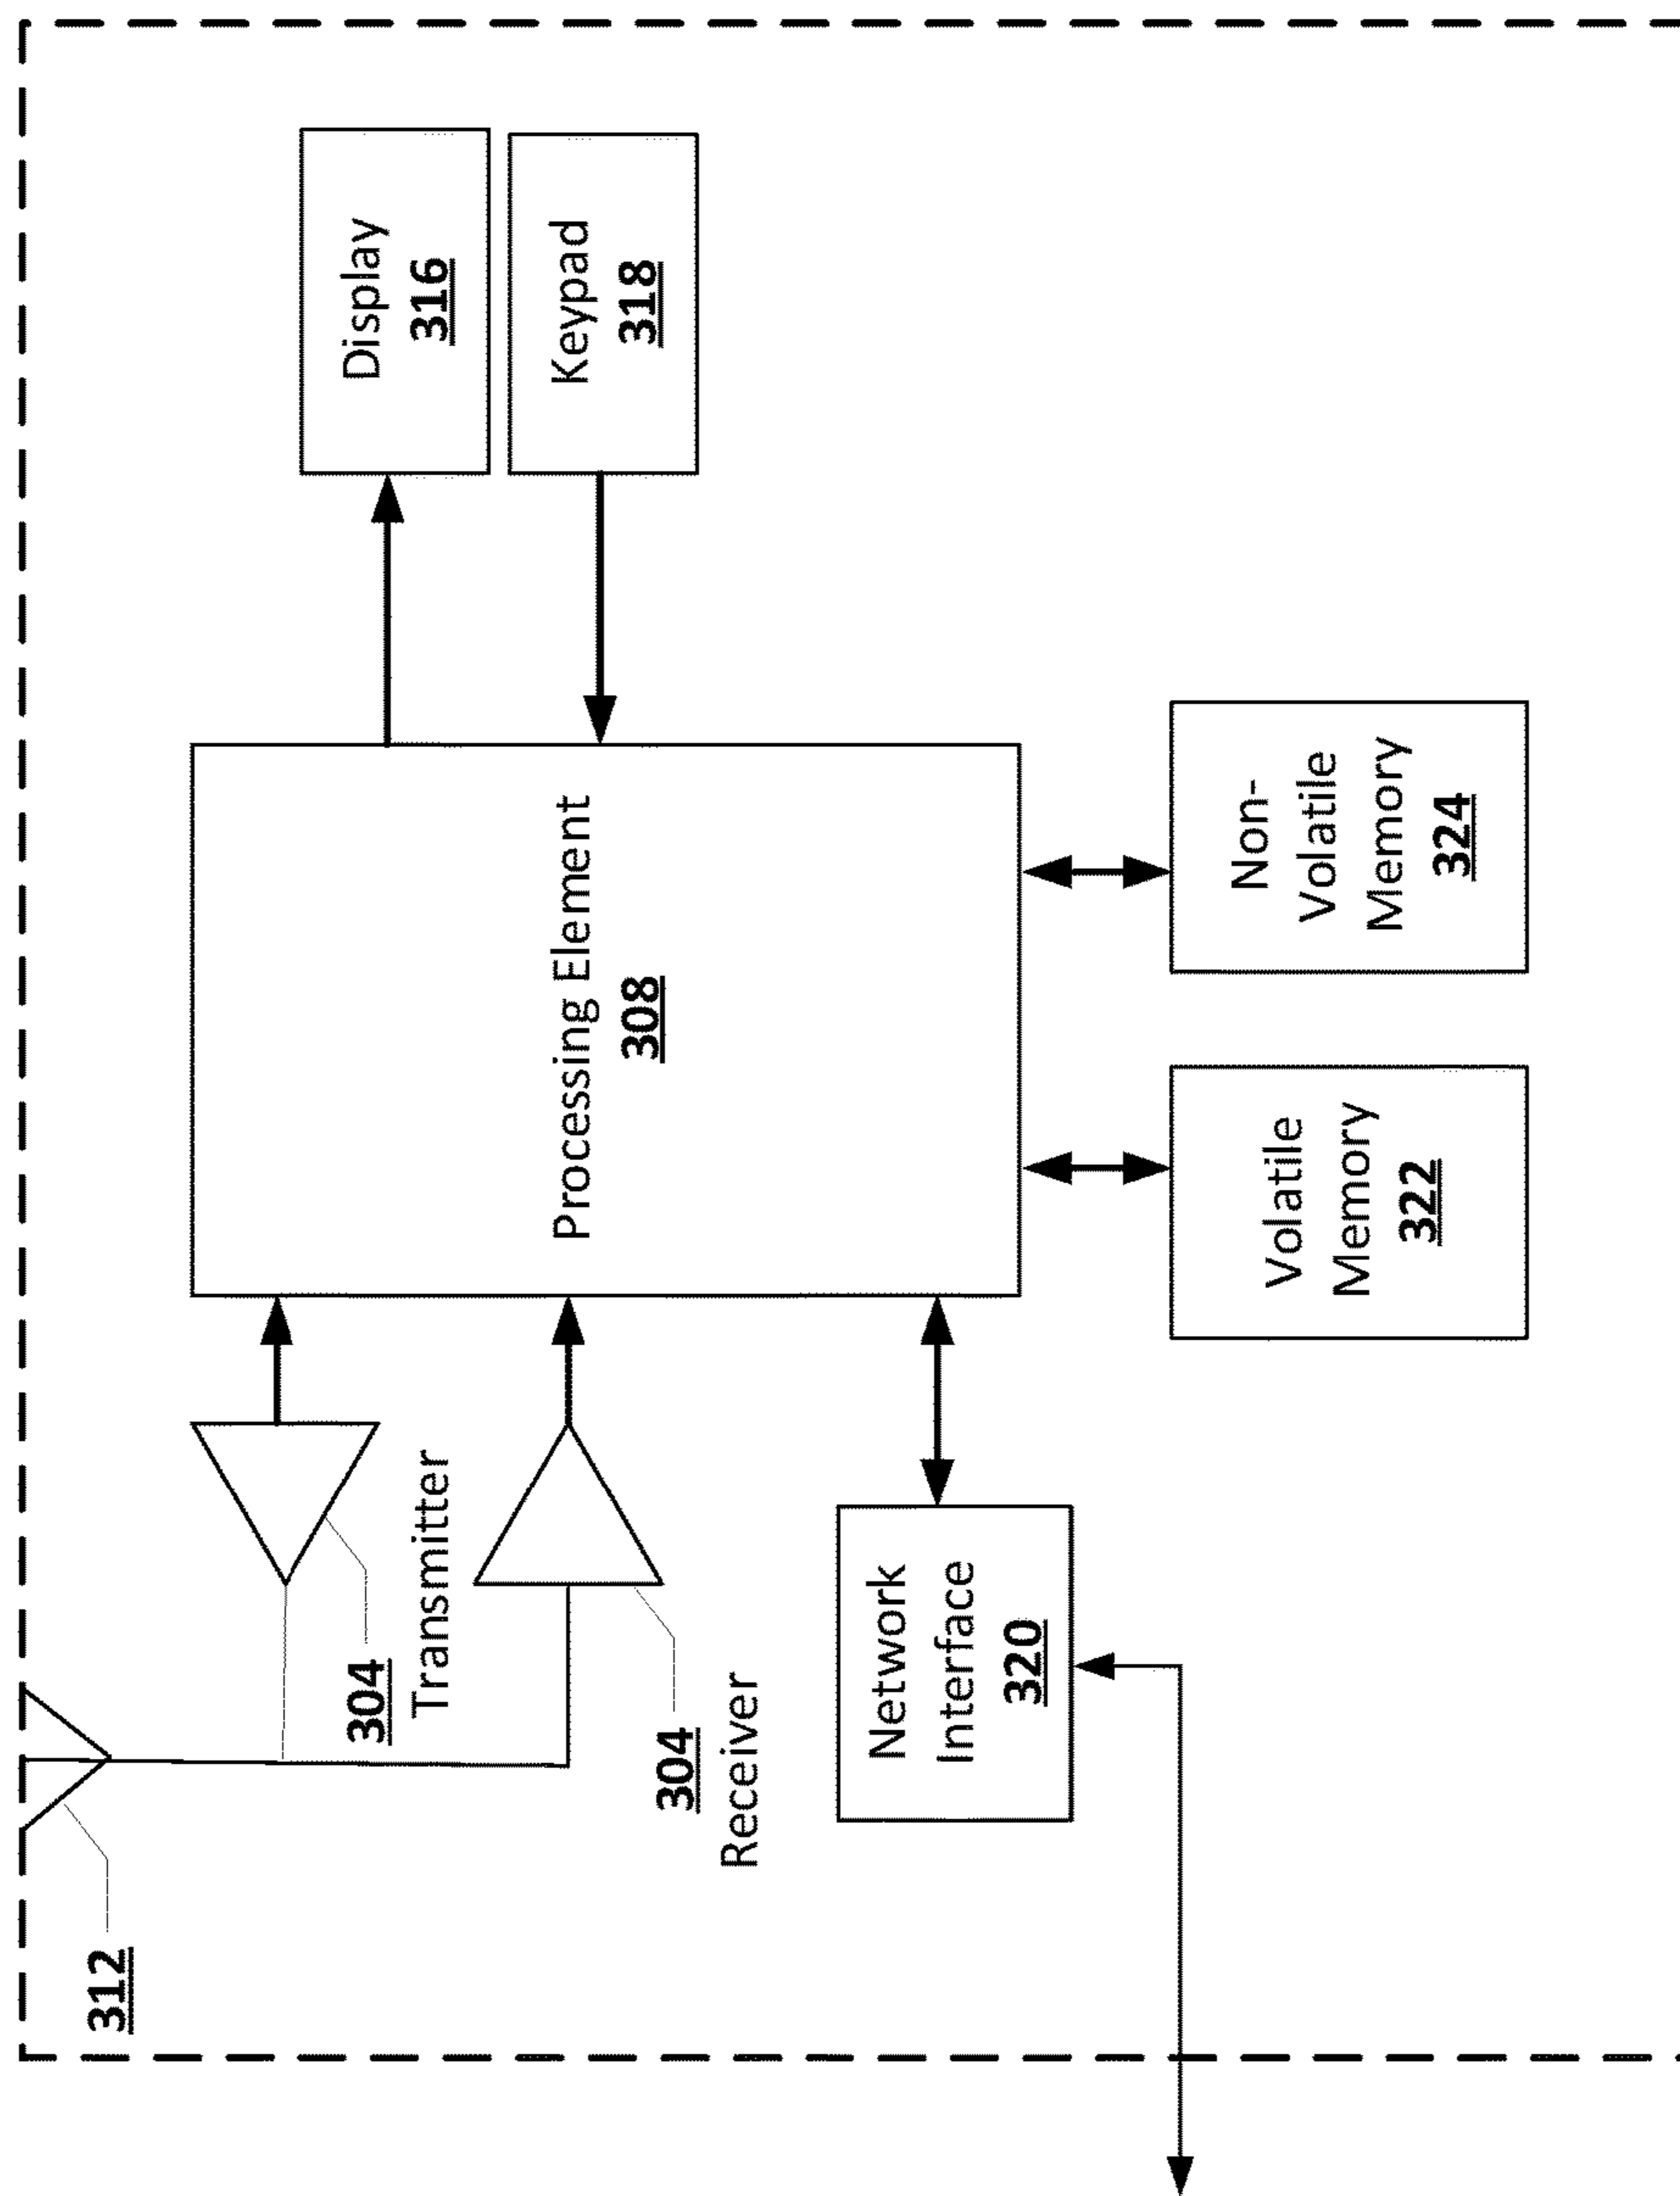 312
304
Transmitter
304
Receiver
Network
Interface
320
Processing Element
308
Volatile
Memory
322
Non-
Volatile
Memory
324
Display
316
Keypad
318